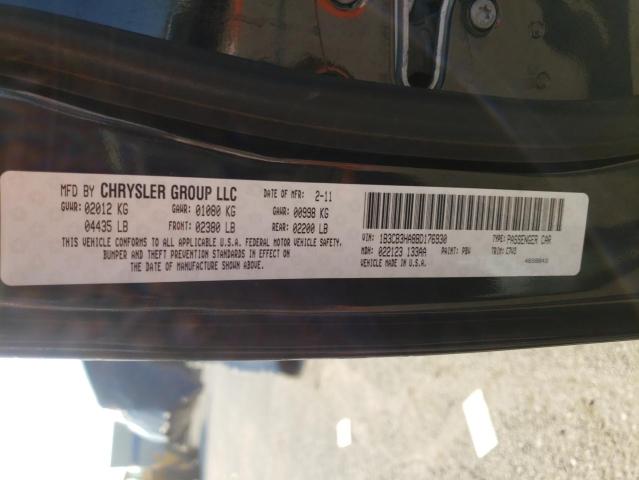 MFD BY CHRYSLER GROUP LLC DATE OF MFR: 2-11
GVWR: 02012 KG GAWR: 01080 KG GAWR: 00998 KG
04435 LB FRONT: 02380 LB REAR: 02200 LB
THIS VEHICLE CONFORMS TO ALL APPLICABLE U.S.A. FEDERAL MOTOR VEHICLE SAFETY,
BUMPER AND THEFT PREVENTION STANDARDS IN EFFECT ON
THE DATE OF MANUFACTURE SHOWN ABOVE.
VIN: 1B3CB3HA8BD176930 TYPE: PASSENGER CAR
MDH: 022123 133AA PAINT: PBV TRIM: C7V0
VEHICLE MADE IN U.S.A.